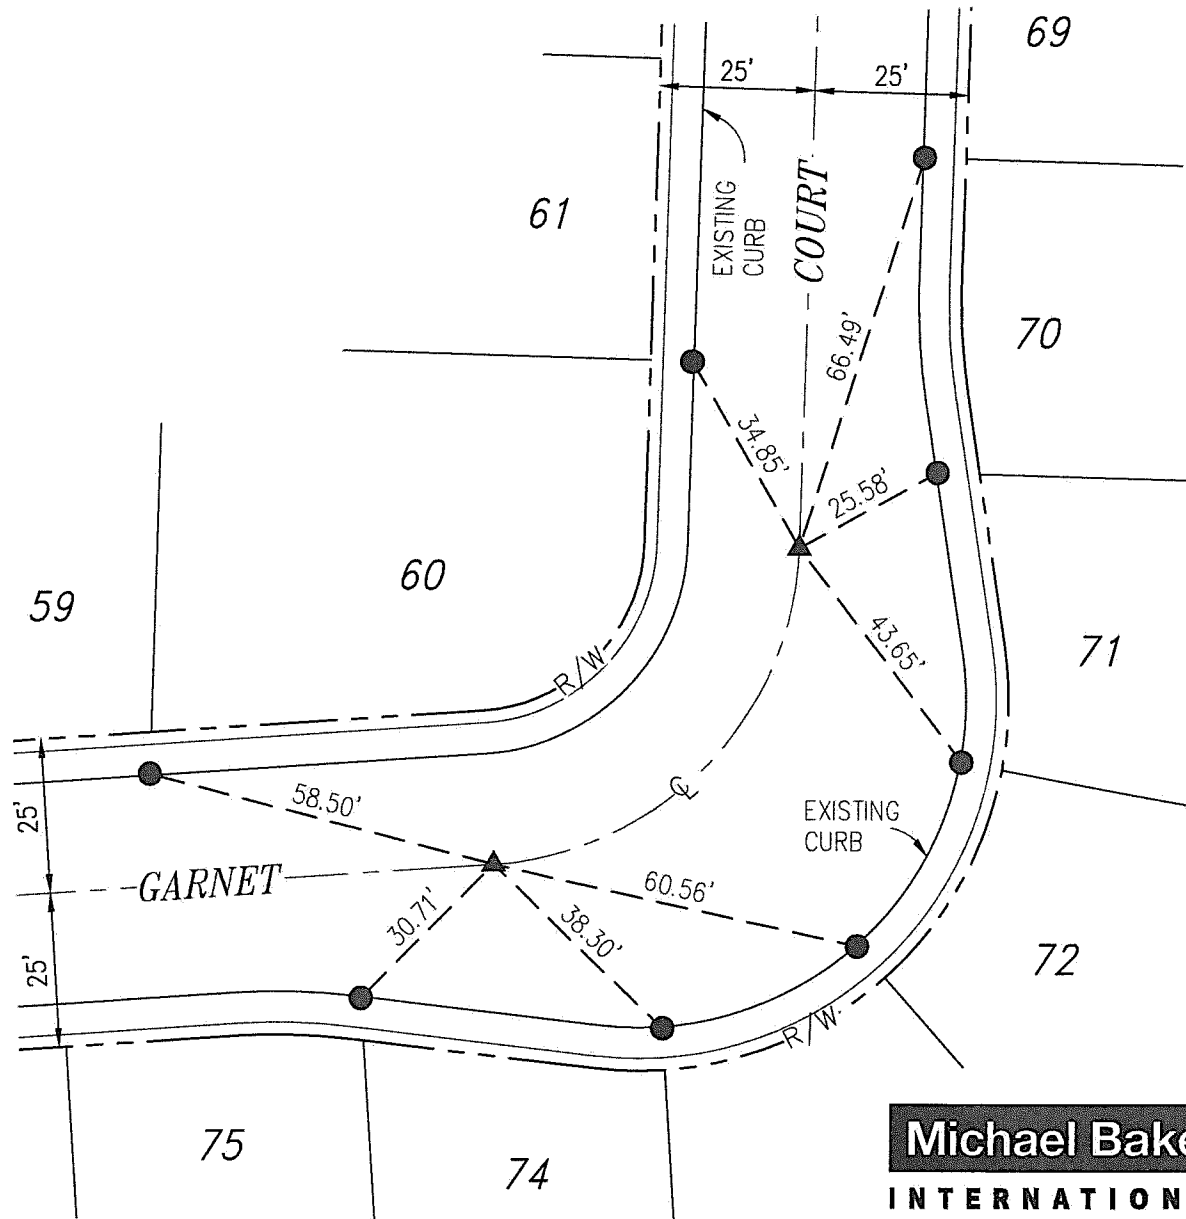 69
25'
25'
61
EXISTING
CURB
COURT
66.49'
70
34.85'
25.58'
60
59
43.65'
71
R/W
25'
58.50'
℄
EXISTING
CURB
GARNET
60.56'
30.71'
38.30'
25'
72
R/W
75
74
Michael Bake
INTERNATION